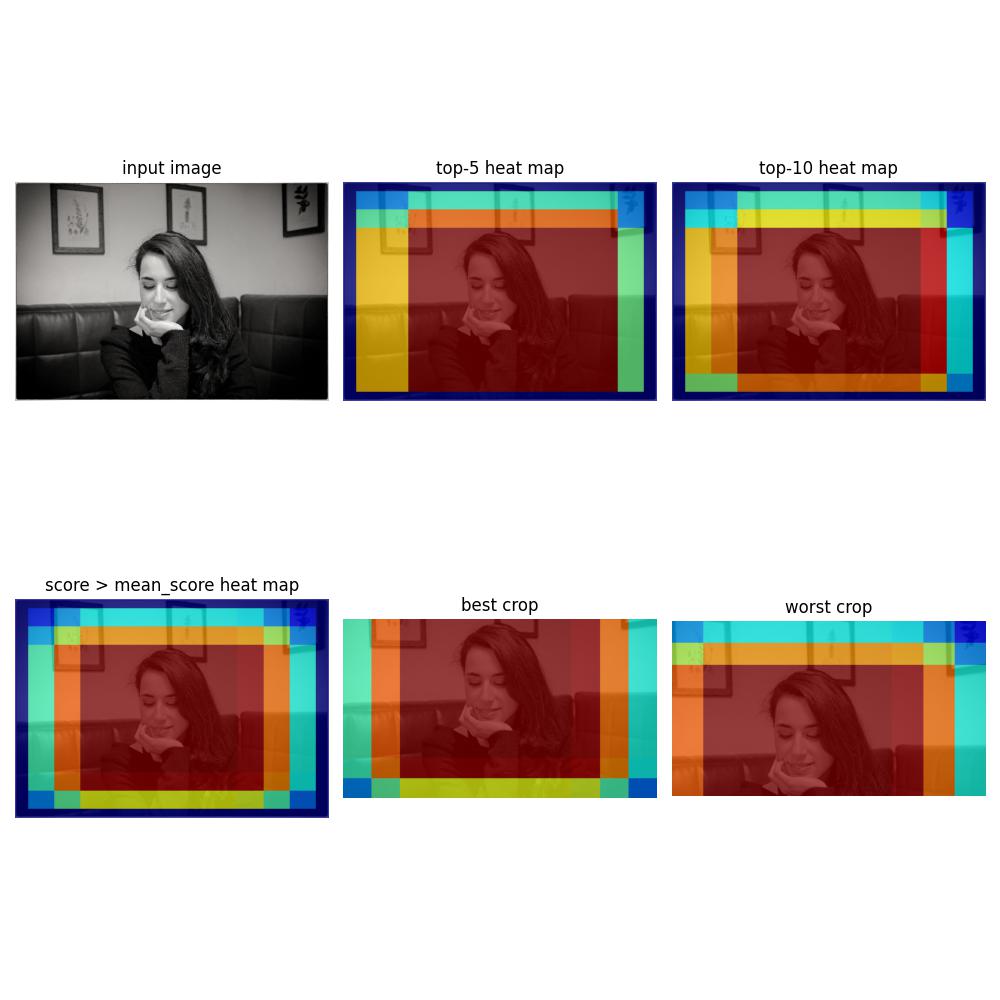 input image
top-5 heat map
top-10 heat map
score > mean_score heat map
best crop
worst crop